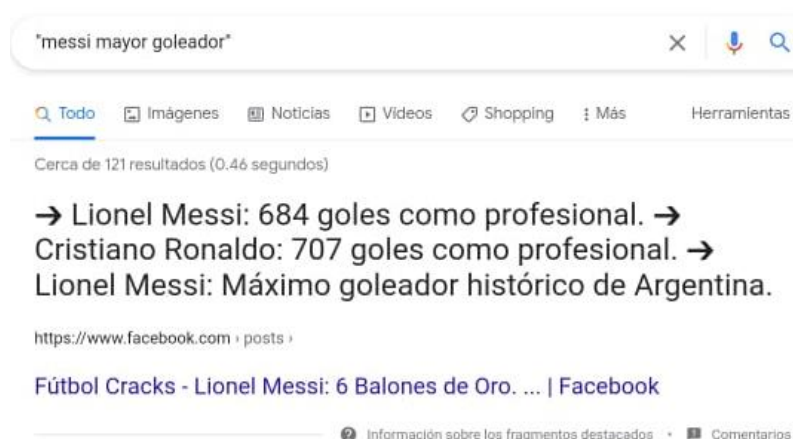 "messi mayor goleador"
Todo Imágenes Noticias Vídeos Shopping Más Herramientas
Cerca de 121 resultados (0.46 segundos)
➔ Lionel Messi: 684 goles como profesional. ➔
Cristiano Ronaldo: 707 goles como profesional. ➔
Lionel Messi: Máximo goleador histórico de Argentina.
https://www.facebook.com › posts ›
Fútbol Cracks - Lionel Messi: 6 Balones de Oro. ... | Facebook
Información sobre los fragmentos destacados • Comentarios